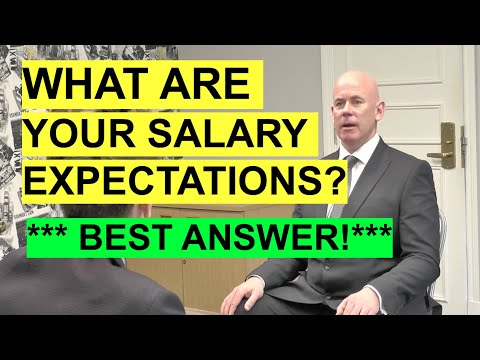 WHAT ARE
YOUR SALARY
EXPECTATIONS?
*** BEST ANSWER!***